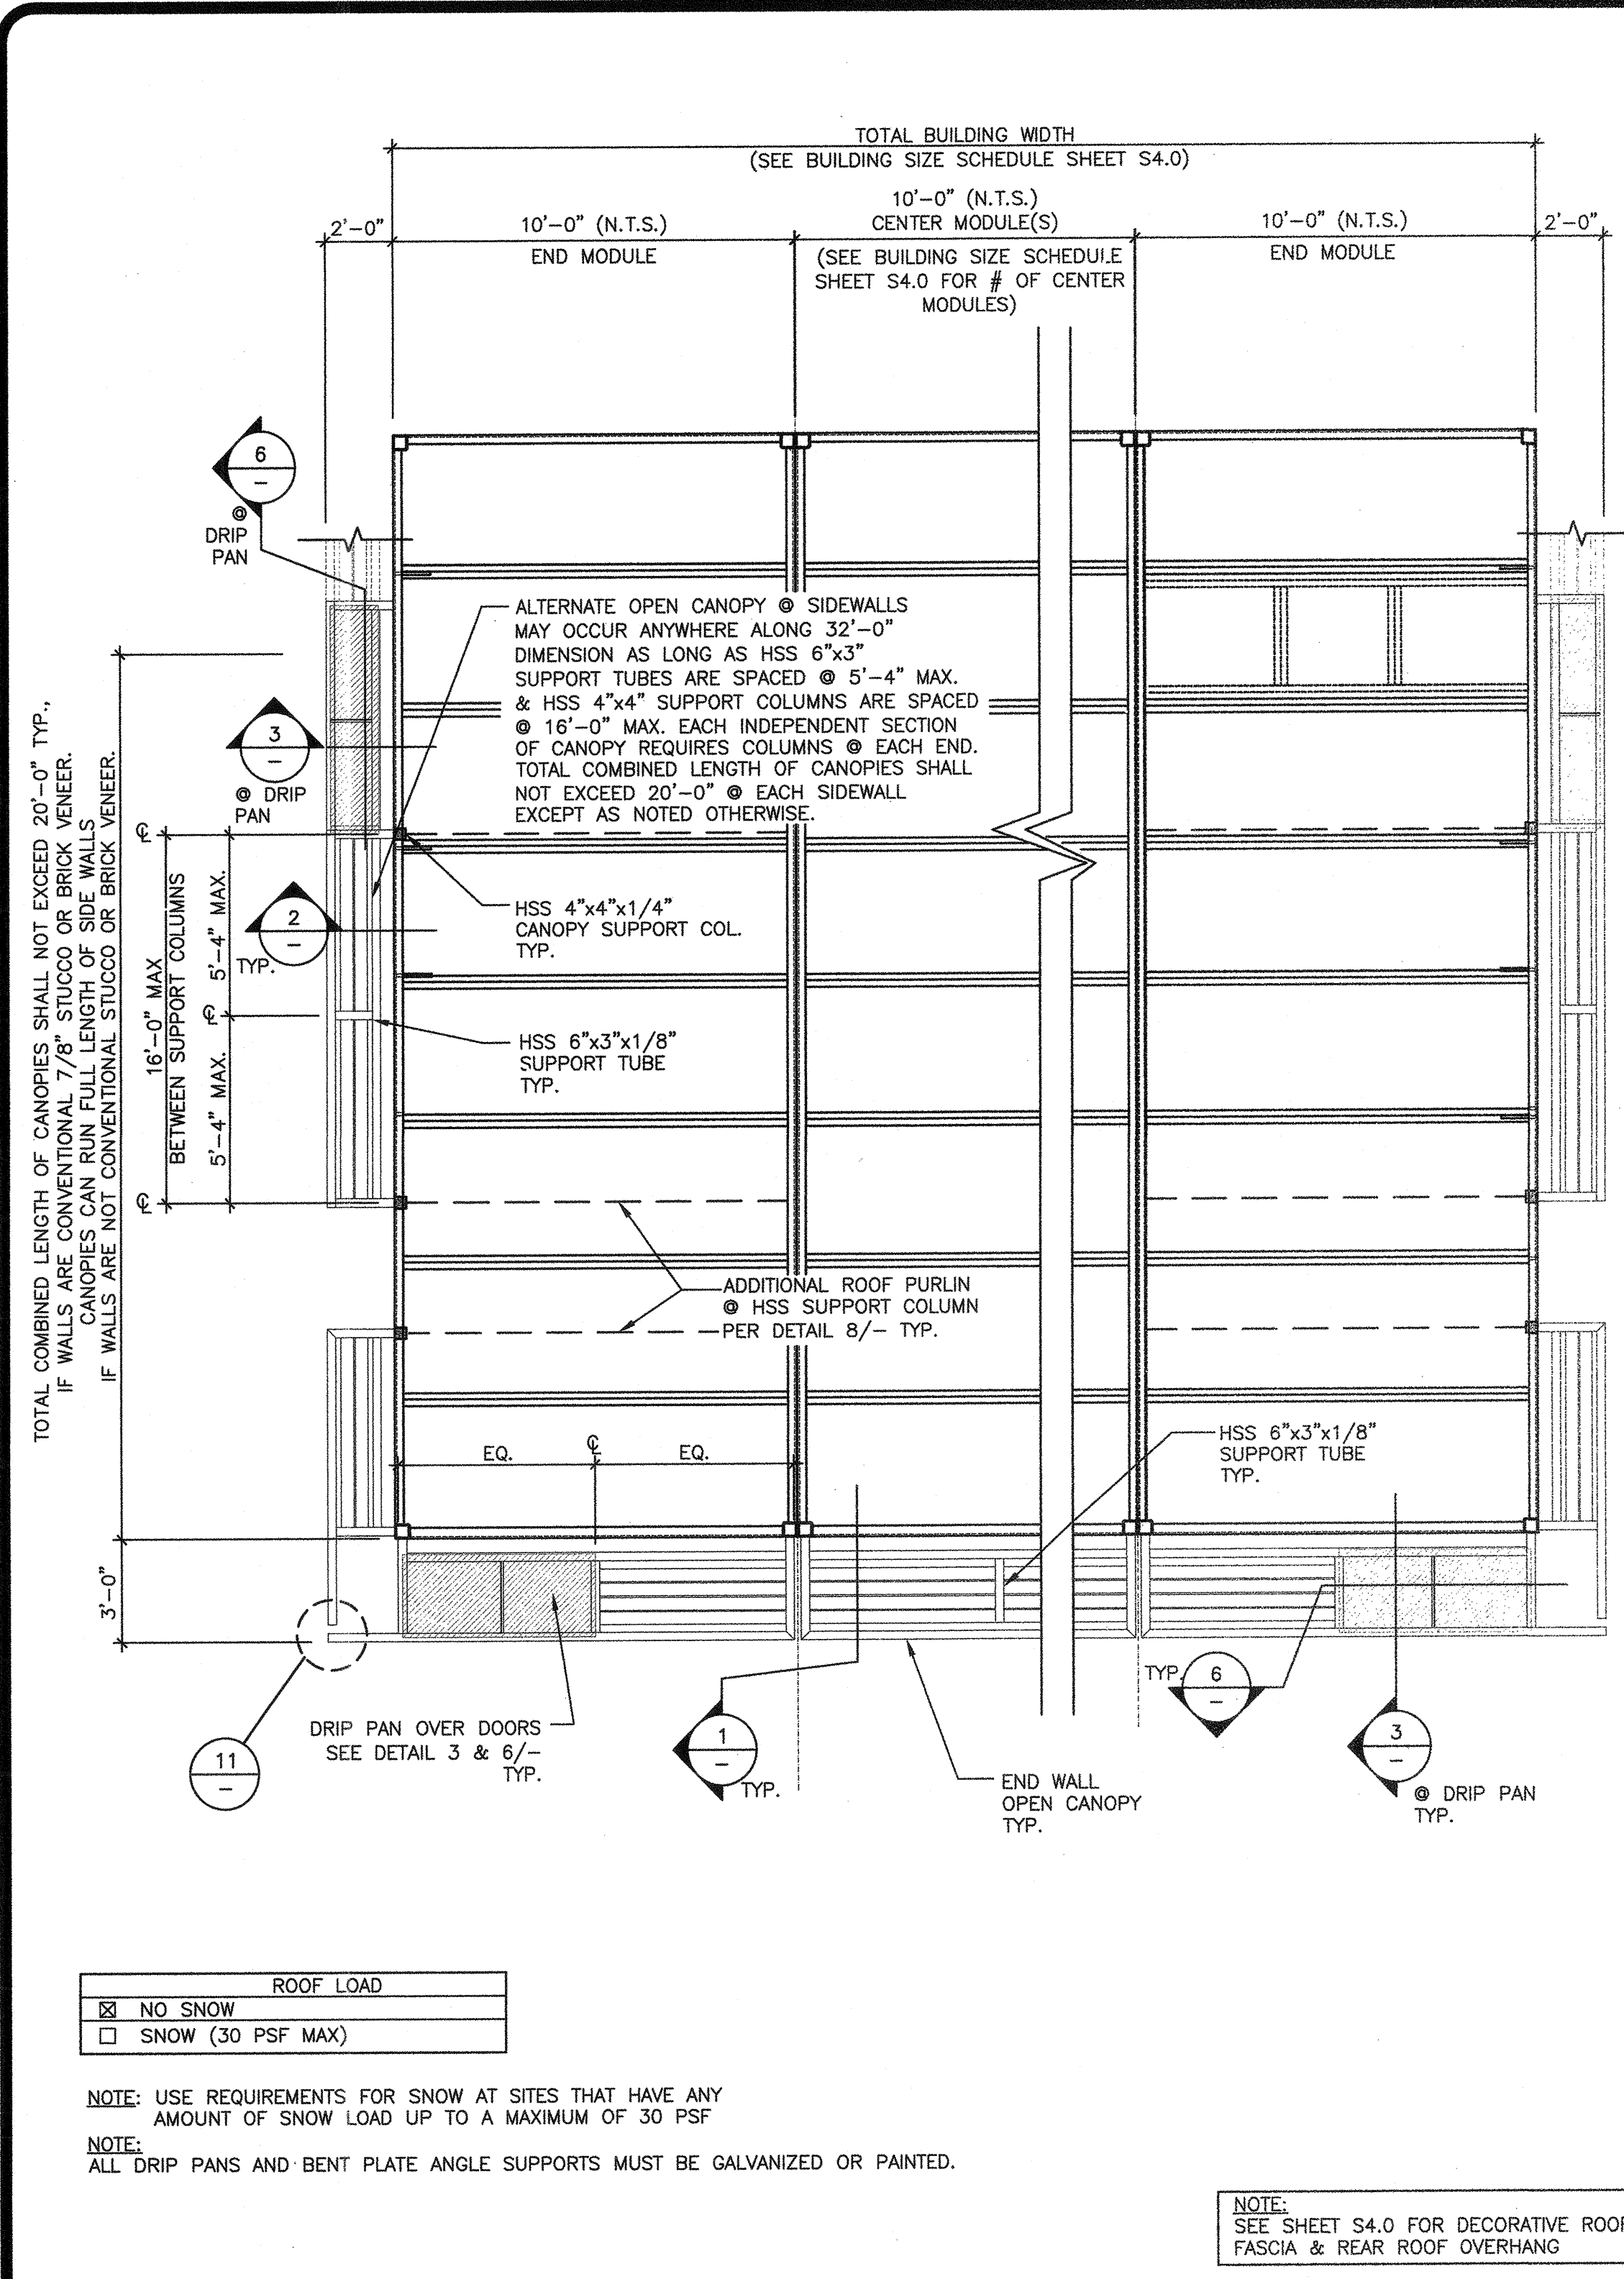 TOTAL BUILDING WIDTH
(SEE BUILDING SIZE SCHEDULE SHEET S4.0)
2'-0"
10'-0" (N.T.S.)
END MODULE
10'-0" (N.T.S.)
CENTER MODULE(S)
(SEE BUILDING SIZE SCHEDULE
SHEET S4.0 FOR # OF CENTER
MODULES)
10'-0" (N.T.S.)
END MODULE
2'-0"
6
-
@
DRIP
PAN
ALTERNATE OPEN CANOPY @ SIDEWALLS
MAY OCCUR ANYWHERE ALONG 32'-0"
DIMENSION AS LONG AS HSS 6"x3"
SUPPORT TUBES ARE SPACED @ 5'-4" MAX.
& HSS 4"x4" SUPPORT COLUMNS ARE SPACED
@ 16'-0" MAX. EACH INDEPENDENT SECTION
OF CANOPY REQUIRES COLUMNS @ EACH END.
TOTAL COMBINED LENGTH OF CANOPIES SHALL
NOT EXCEED 20'-0" @ EACH SIDEWALL
EXCEPT AS NOTED OTHERWISE.
3
-
@ DRIP
PAN
TOTAL COMBINED LENGTH OF CANOPIES SHALL NOT EXCEED 20'-0" TYP.,
IF WALLS ARE CONVENTIONAL 7/8" STUCCO OR BRICK VENEER.
CANOPIES CAN RUN FULL LENGTH OF SIDE WALLS
IF WALLS ARE NOT CONVENTIONAL STUCCO OR BRICK VENEER.
16'-0" MAX
BETWEEN SUPPORT COLUMNS
5'-4" MAX.
5'-4" MAX.
2
-
TYP.
HSS 4"x4"x1/4"
CANOPY SUPPORT COL.
TYP.
HSS 6"x3"x1/8"
SUPPORT TUBE
TYP.
ADDITIONAL ROOF PURLIN
@ HSS SUPPORT COLUMN
PER DETAIL 8/- TYP.
EQ.
EQ.
HSS 6"x3"x1/8"
SUPPORT TUBE
TYP.
3'-0"
11
-
DRIP PAN OVER DOORS
SEE DETAIL 3 & 6/-
TYP.
1
-
TYP.
END WALL
OPEN CANOPY
TYP.
TYP.
6
-
3
-
@ DRIP PAN
TYP.
ROOF LOAD
☒ NO SNOW
☐ SNOW (30 PSF MAX)
NOTE: USE REQUIREMENTS FOR SNOW AT SITES THAT HAVE ANY
AMOUNT OF SNOW LOAD UP TO A MAXIMUM OF 30 PSF
NOTE:
ALL DRIP PANS AND BENT PLATE ANGLE SUPPORTS MUST BE GALVANIZED OR PAINTED.
NOTE:
SEE SHEET S4.0 FOR DECORATIVE ROOF
FASCIA & REAR ROOF OVERHANG